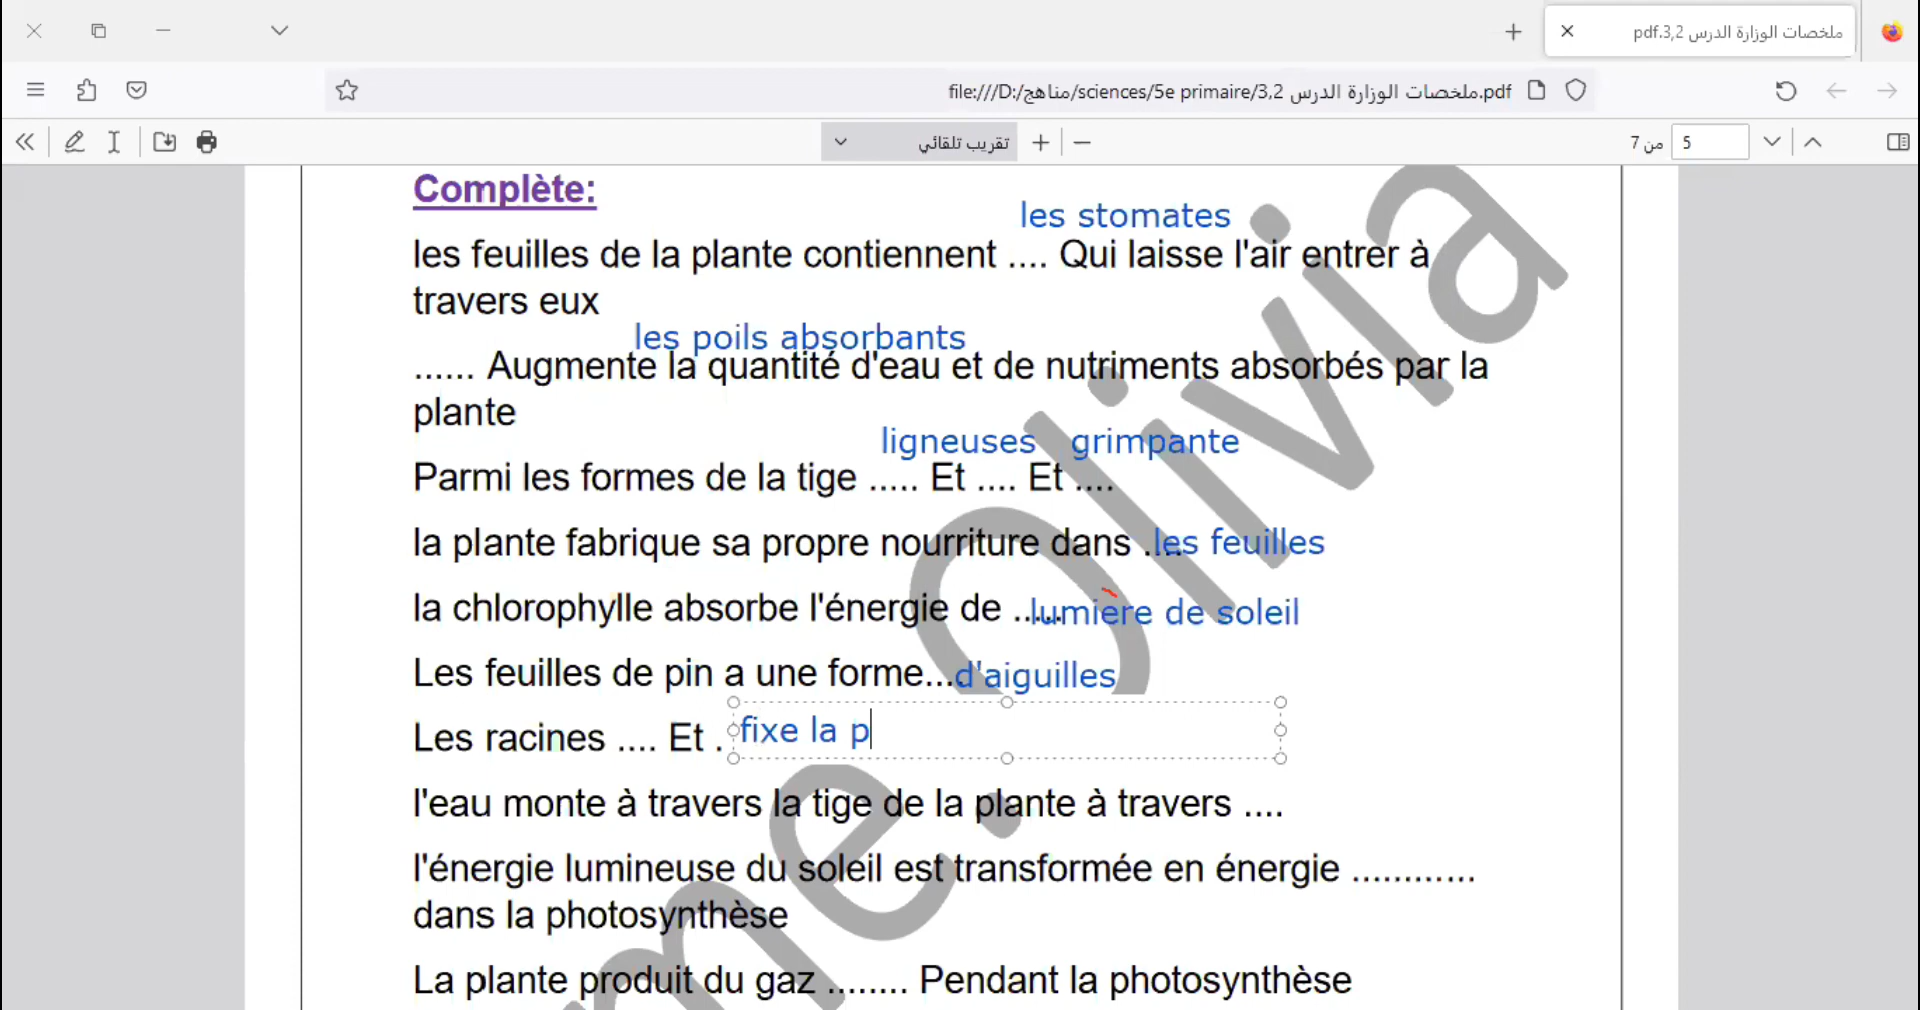 ملخصات الوزارة الدرس 3,2.pdf
file:///D:/مناهج/sciences/5e primaire/3,2 ملخصات الوزارة الدرس.pdf
تقريب تلقائي
5
من 7
Complète:
les stomates
les feuilles de la plante contiennent .... Qui laisse l'air entrer à
travers eux
les poils absorbants
...... Augmente la quantité d'eau et de nutriments absorbés par la
plante
ligneuses grimpante
Parmi les formes de la tige ..... Et .... Et ....
la plante fabrique sa propre nourriture dans .... les feuilles
la chlorophylle absorbe l'énergie de ..... lumière de soleil
Les feuilles de pin a une forme... d'aiguilles
Les racines .... Et . fixe la p
l'eau monte à travers la tige de la plante à travers ....
l'énergie lumineuse du soleil est transformée en énergie ............
dans la photosynthèse
La plante produit du gaz ........ Pendant la photosynthèse
me. Olivia